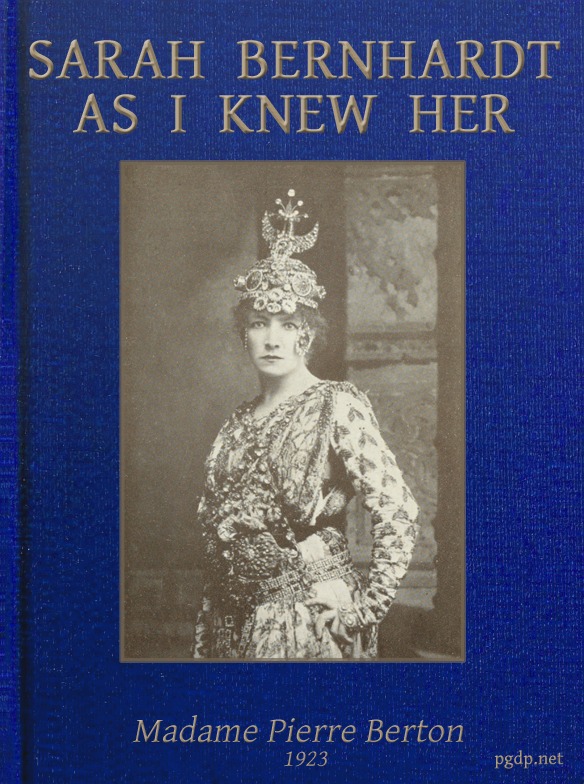 SARAH BERNHARDT
AS I KNEW HER
Madame Pierre Berton
1923
pgdp.net